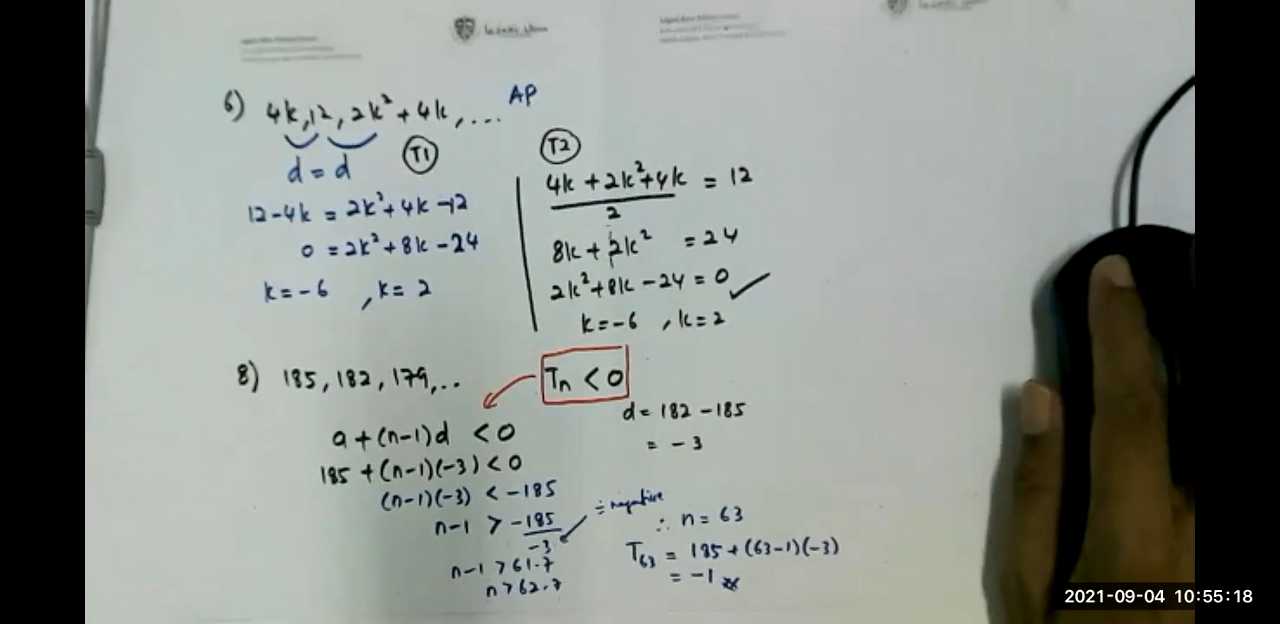 6) 4k, 12, 2k² + 4k, ... AP
d = d
T1
12 - 4k = 2k² + 4k - 12
0 = 2k² + 8k - 24
k = -6 , k = 2
T2
4k + 2k² + 4k = 12
2
8k + 2k² = 24
2k² + 8k - 24 = 0 ✓
k = -6 , k = 2
8) 185, 182, 179, ..
Tn < 0
a + (n-1)d < 0
185 + (n-1)(-3) < 0
(n-1)(-3) < -185
n-1 > -185
-3
÷ negative
n-1 > 61.7
n > 62.7
d = 182 - 185
= -3
∴ n = 63
T63 = 185 + (63-1)(-3)
= -1
2021-09-04 10:55:18